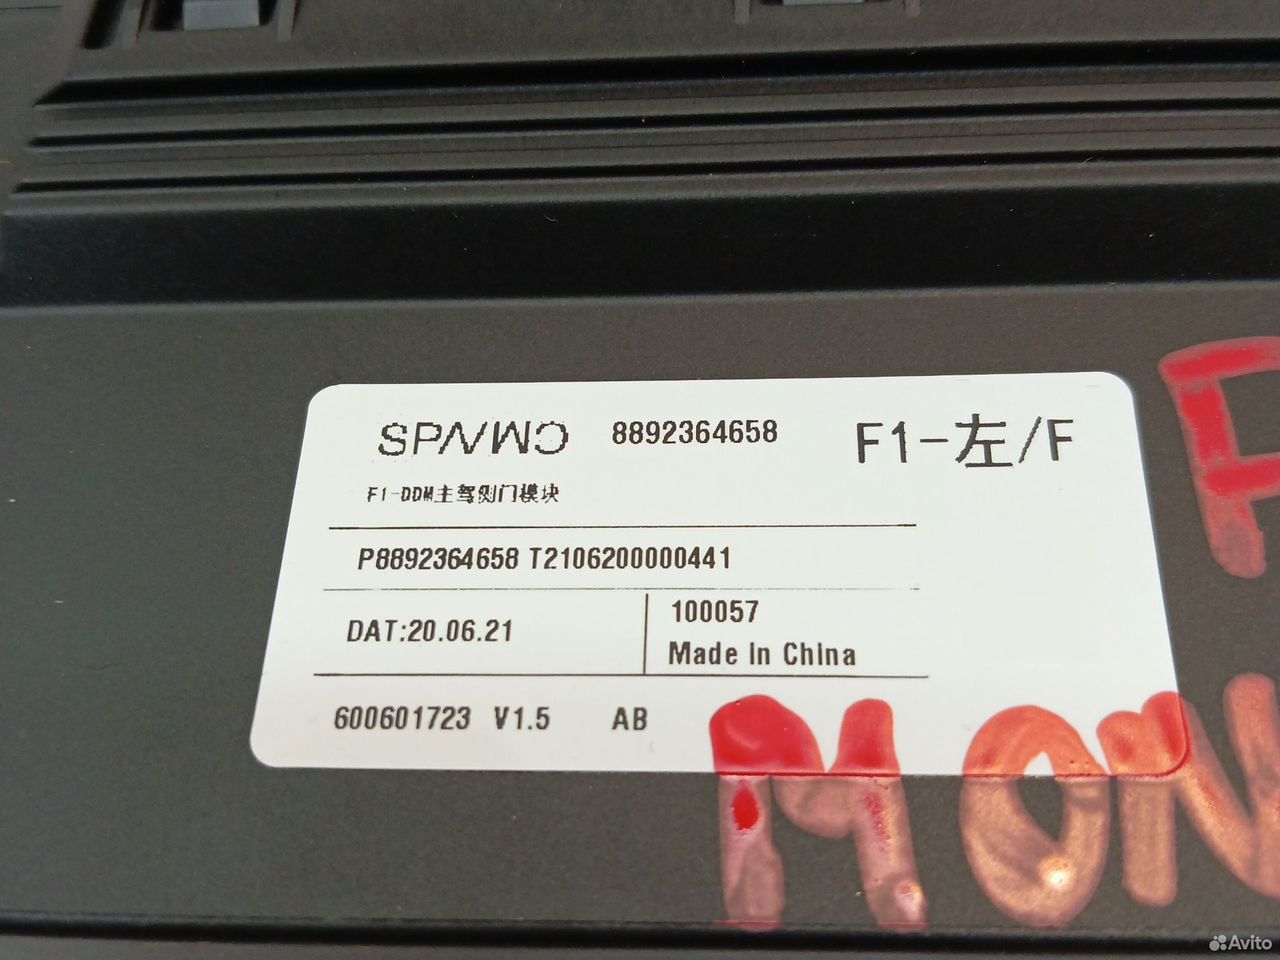 8892364658 F1-左/F
F1-DDM主驾侧门模块
P8892364658 T2106200000441
DAT:20.06.21
100057
Made in China
600601723 V1.5 AB
MON
Avito